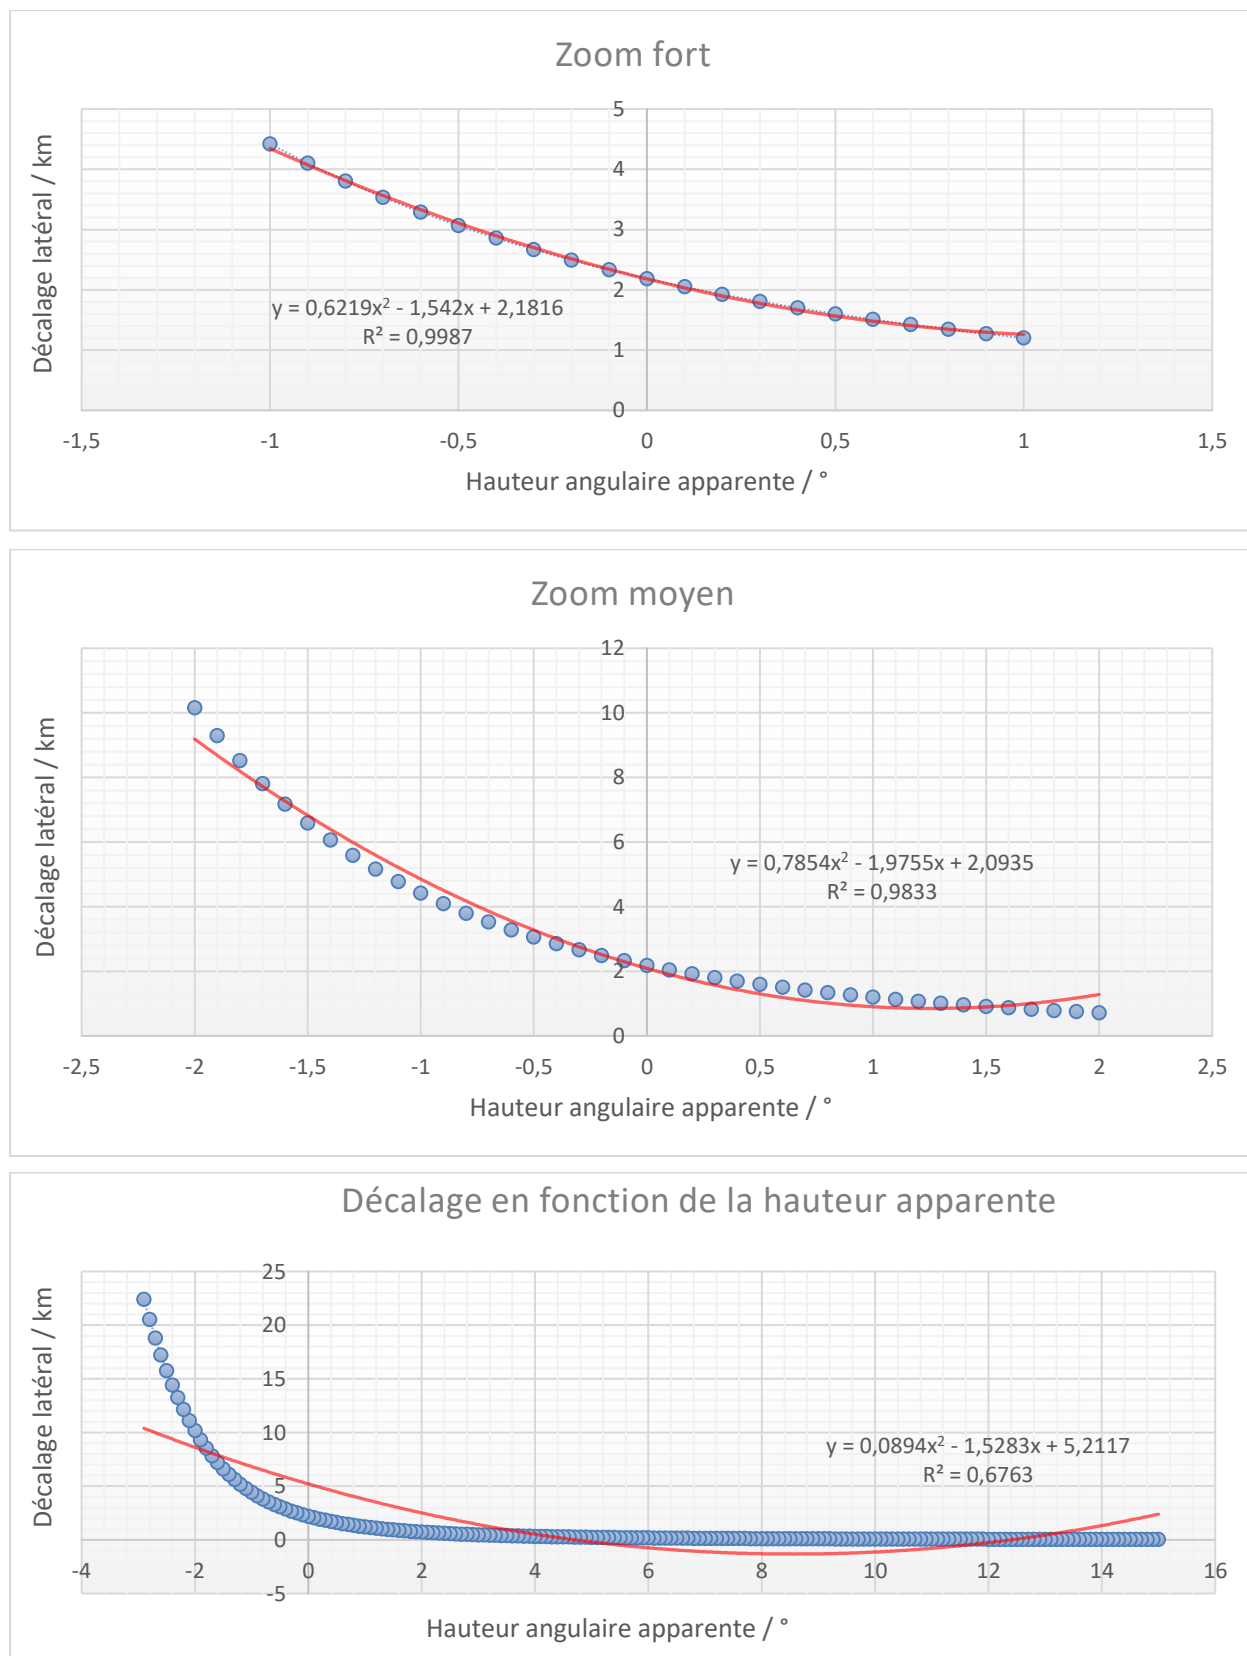 Zoom fort
Décalage latéral / km
5
4
3
2
1
0
y = 0,6219x² - 1,542x + 2,1816
R² = 0,9987
-1,5 -1 -0,5 0 0,5 1 1,5
Hauteur angulaire apparente / °
Zoom moyen
Décalage latéral / km
12
10
8
6
4
2
0
y = 0,7854x² - 1,9755x + 2,0935
R² = 0,9833
-2,5 -2 -1,5 -1 -0,5 0 0,5 1 1,5 2 2,5
Hauteur angulaire apparente / °
Décalage en fonction de la hauteur apparente
Décalage latéral / km
25
20
15
10
5
0
-5
y = 0,0894x² - 1,5283x + 5,2117
R² = 0,6763
-4 -2 0 2 4 6 8 10 12 14 16
Hauteur angulaire apparente / °